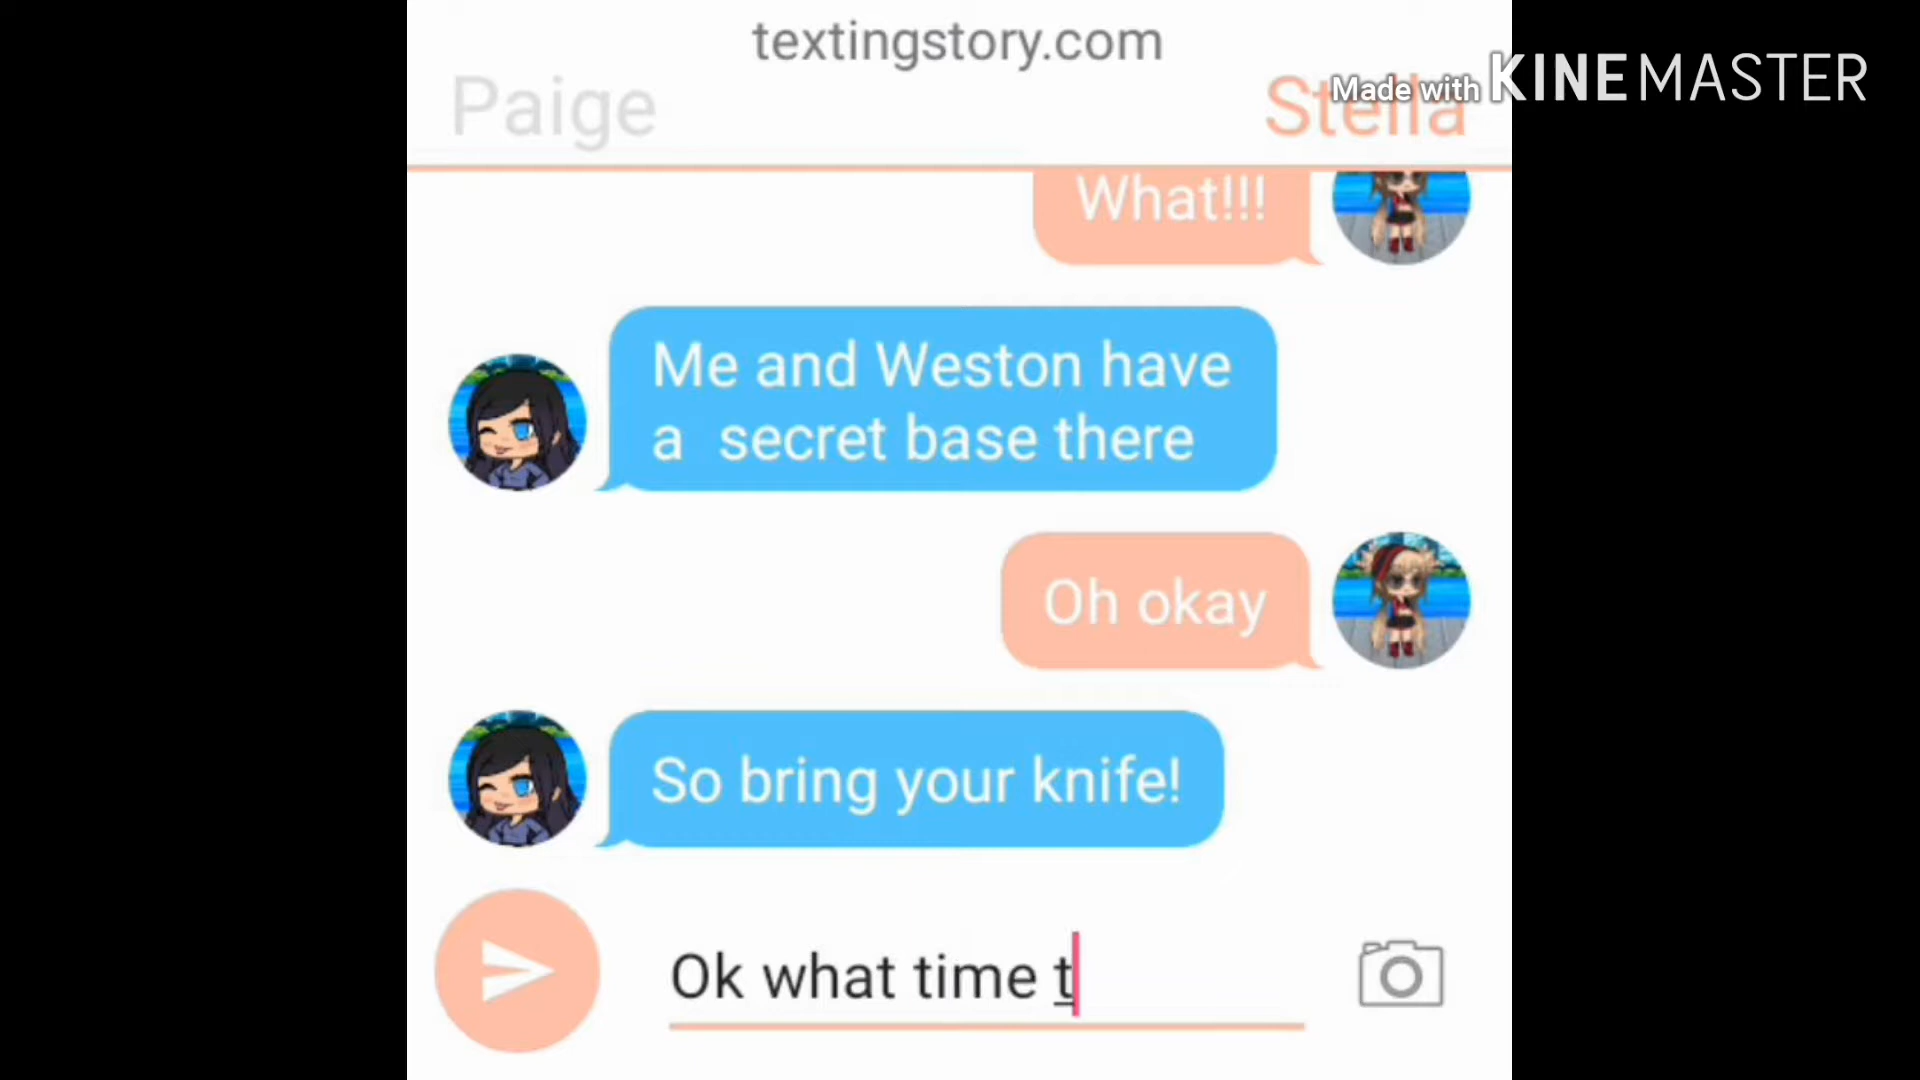 textingstory.com
Made with KINEMASTER
Paige
Stella
What!!!
Me and Weston have
a  secret base there
Oh okay
So bring your knife!
Ok what time t